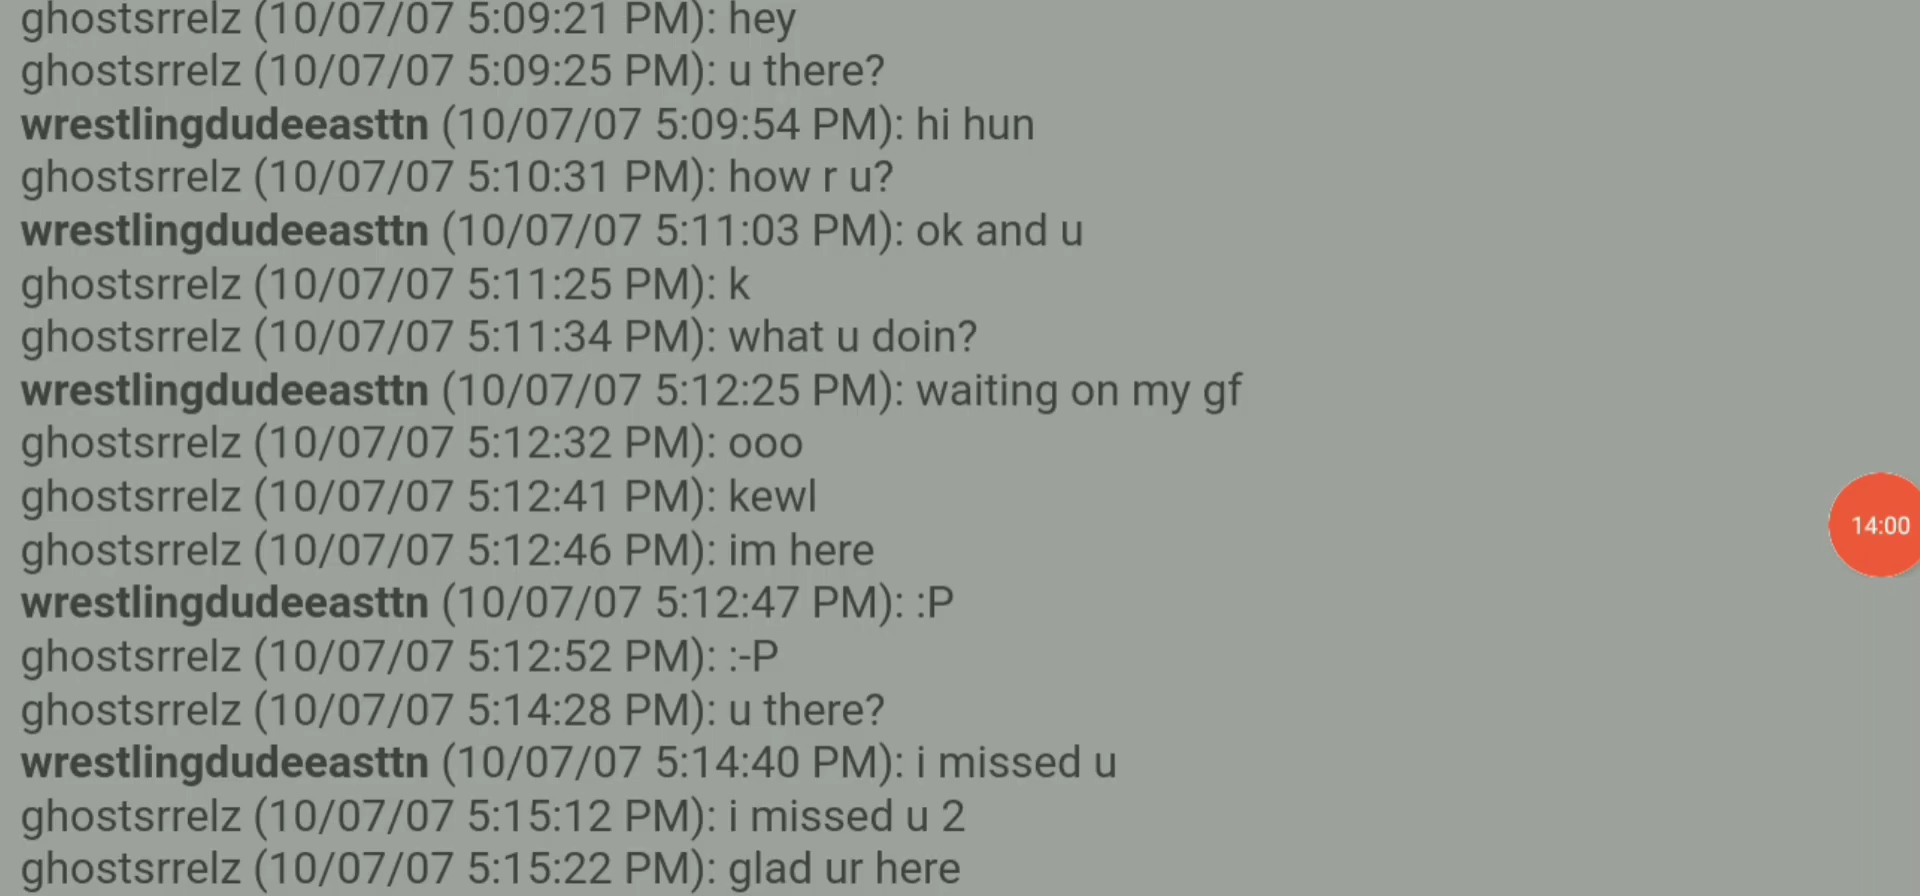 ghostsrrelz (10/07/07 5:09:21 PM): hey
ghostsrrelz (10/07/07 5:09:25 PM): u there?
wrestlingdudeeasttn (10/07/07 5:09:54 PM): hi hun
ghostsrrelz (10/07/07 5:10:31 PM): how r u?
wrestlingdudeeasttn (10/07/07 5:11:03 PM): ok and u
ghostsrrelz (10/07/07 5:11:25 PM): k
ghostsrrelz (10/07/07 5:11:34 PM): what u doin?
wrestlingdudeeasttn (10/07/07 5:12:25 PM): waiting on my gf
ghostsrrelz (10/07/07 5:12:32 PM): ooo
ghostsrrelz (10/07/07 5:12:41 PM): kewl
ghostsrrelz (10/07/07 5:12:46 PM): im here
14:00
wrestlingdudeeasttn (10/07/07 5:12:47 PM): :P
ghostsrrelz (10/07/07 5:12:52 PM): :-P
ghostsrrelz (10/07/07 5:14:28 PM): u there?
wrestlingdudeeasttn (10/07/07 5:14:40 PM): i missed u
ghostsrrelz (10/07/07 5:15:12 PM): i missed u 2
ghostsrrelz (10/07/07 5:15:22 PM): glad ur here